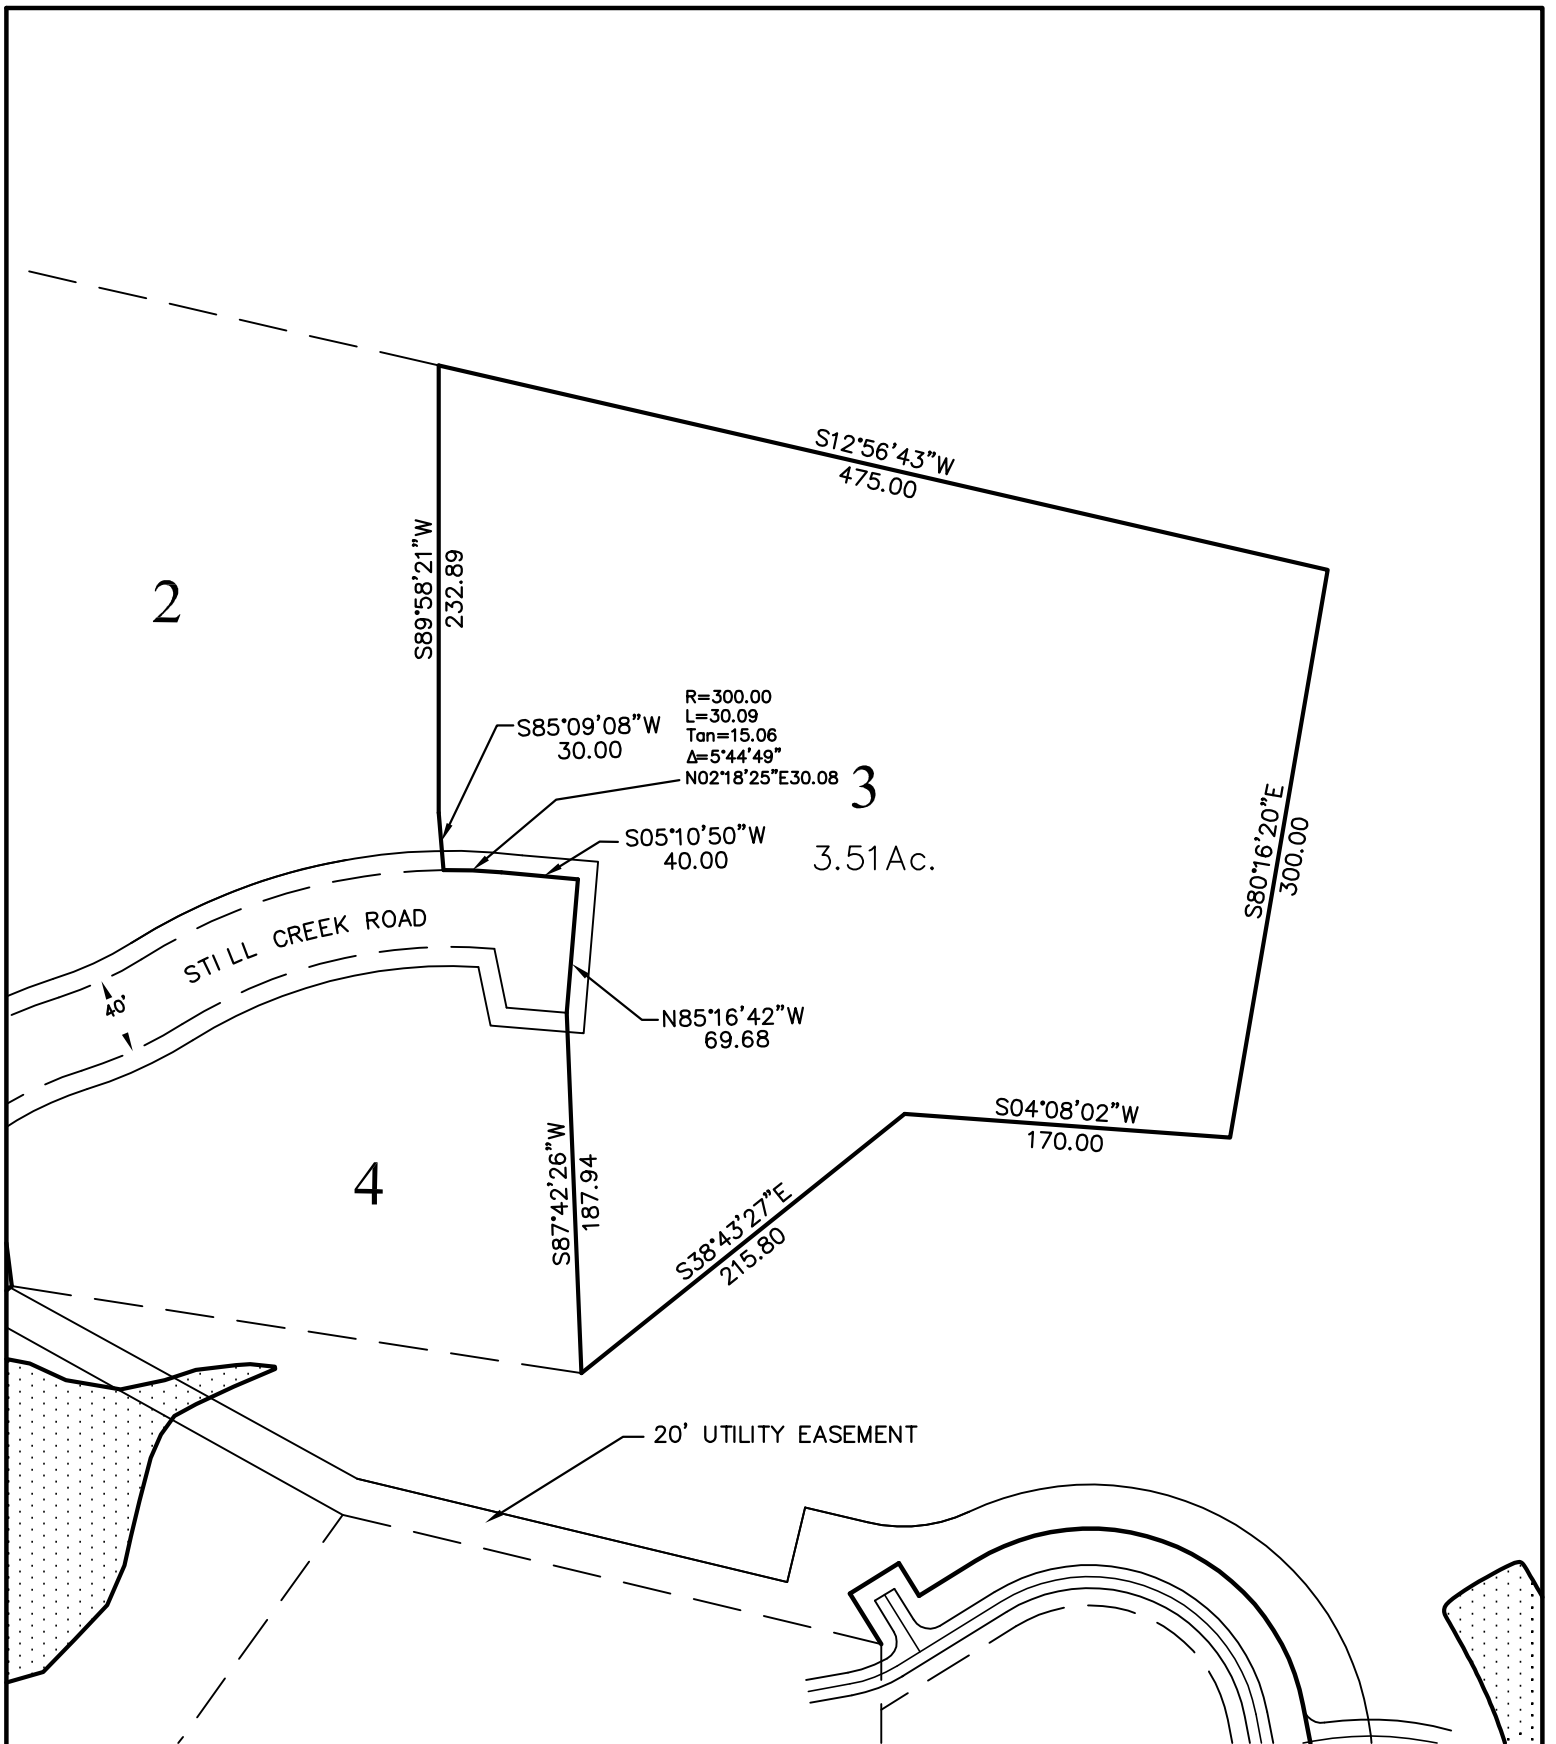 S12°56'43"W
475.00
S89°58'21"W
232.89
2
R=300.00
L=30.09
Tan=15.06
Δ=5°44'49"
N02°18'25"E30.08
S85°09'08"W
30.00
3
3.51Ac.
S05°10'50"W
40.00
S80°16'20"E
300.00
STILL CREEK ROAD
40'
N85°16'42"W
69.68
S04°08'02"W
170.00
4
S87°42'26"W
187.94
S38°43'27"E
215.80
20' UTILITY EASEMENT